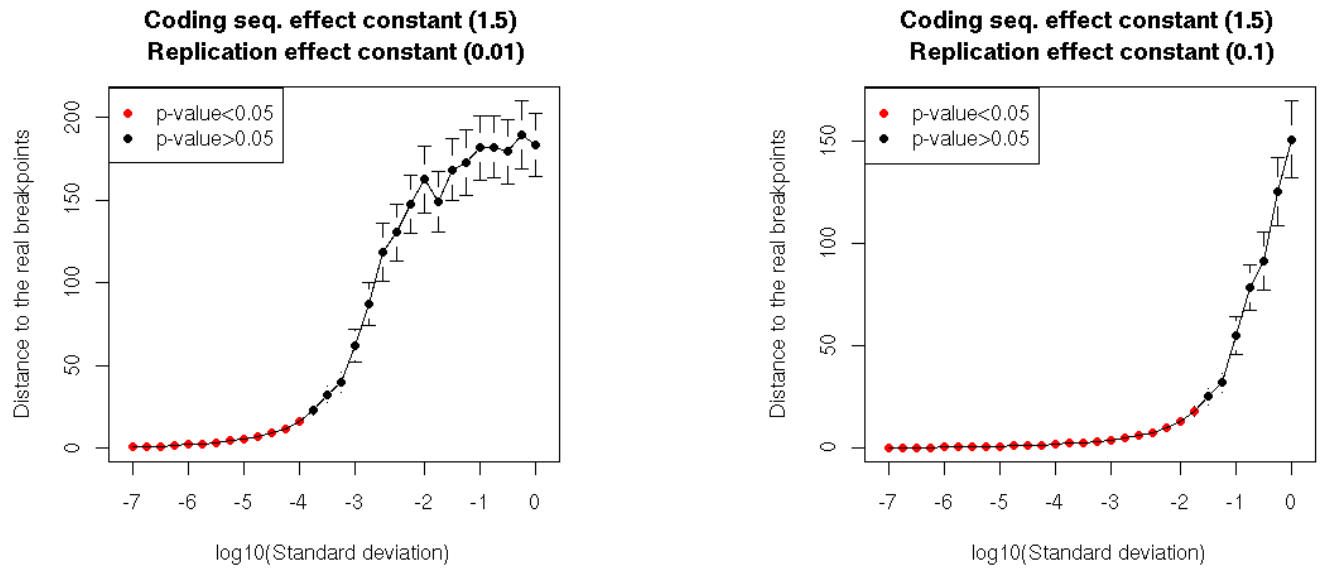 Coding seq. effect constant (1.5)
Replication effect constant (0.01)
p-value<0.05
p-value>0.05
Distance to the real breakpoints
200
150
100
50
0
-7 -6 -5 -4 -3 -2 -1 0
log10(Standard deviation)
Coding seq. effect constant (1.5)
Replication effect constant (0.1)
p-value<0.05
p-value>0.05
Distance to the real breakpoints
150
100
50
0
-7 -6 -5 -4 -3 -2 -1 0
log10(Standard deviation)